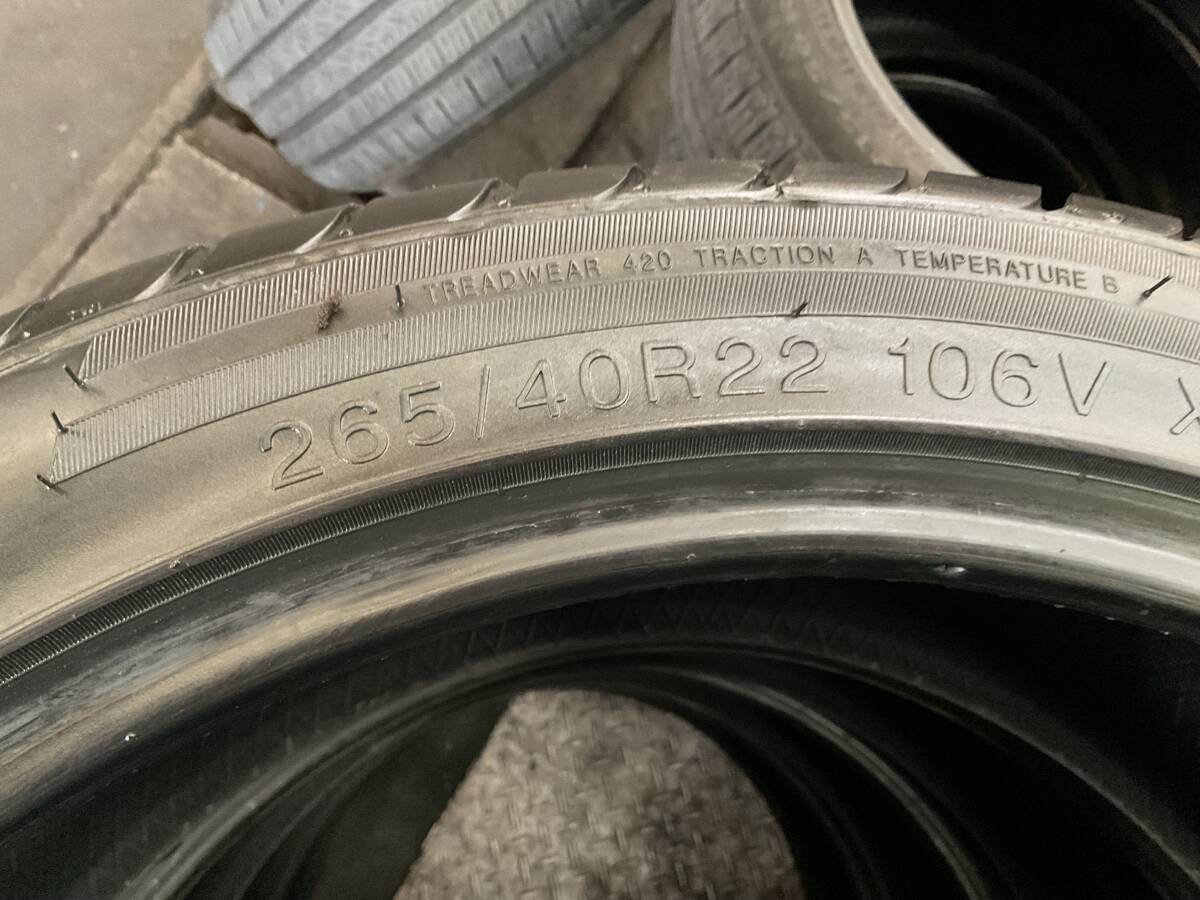 TREADWEAR 420 TRACTION A TEMPERATURE B
265/40R22 106V